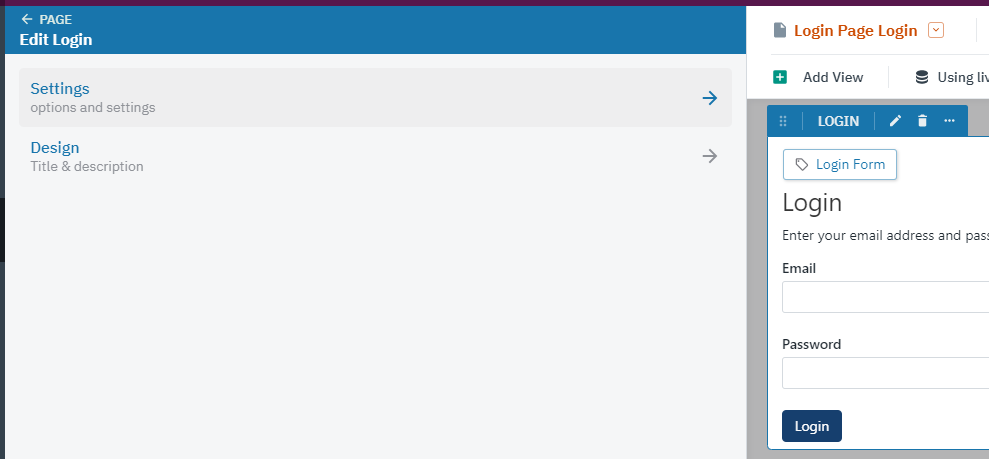 PAGE
Edit Login
Settings
options and settings
Design
Title & description
Login Page Login
Add View
Using liv
LOGIN
Login Form
Login
Enter your email address and pass
Email
Password
Login